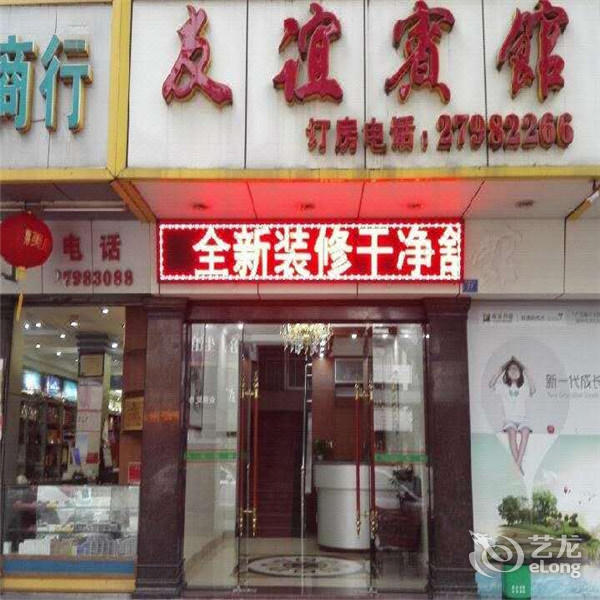 友谊宾馆
订房电话：27982266
商行
电话
7983088
全新装修干净舒
新一代成长
艺龙
eLong